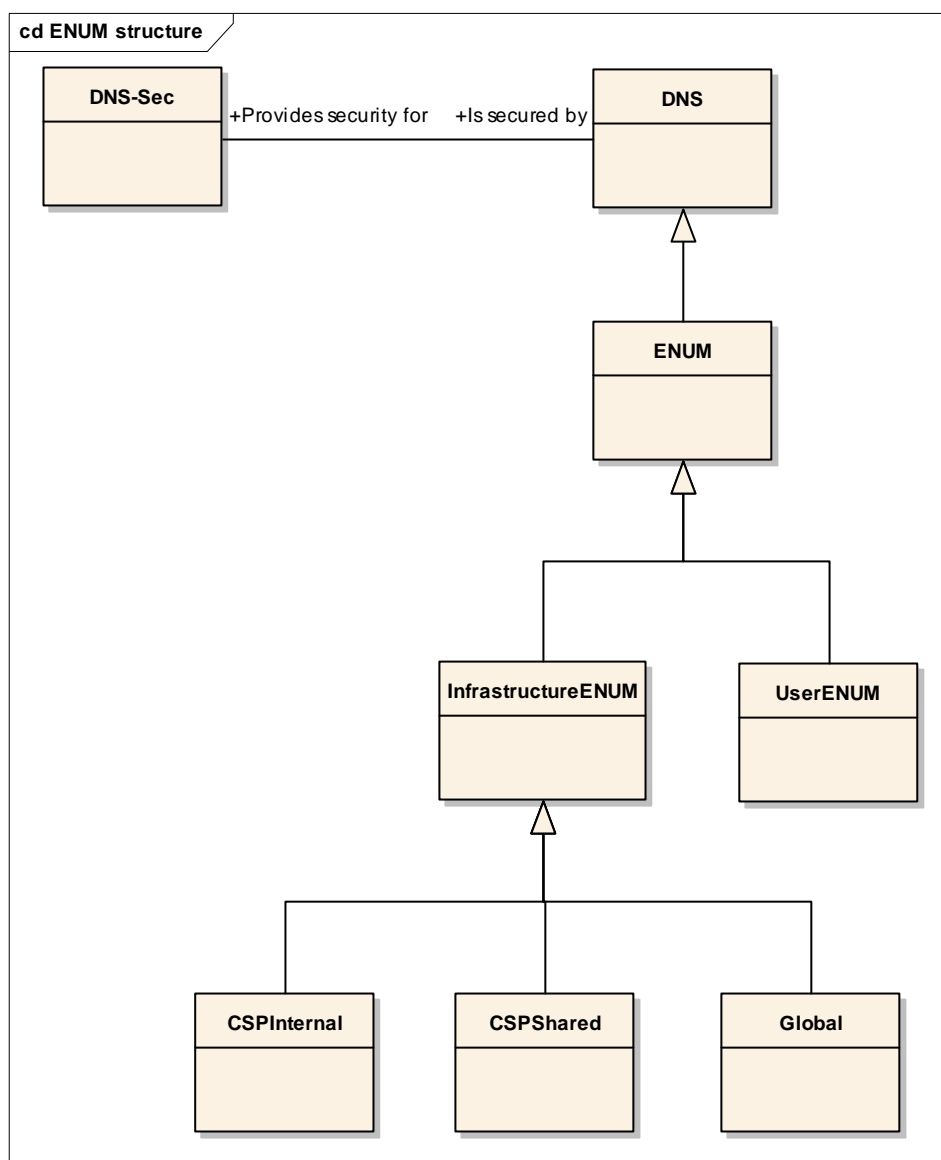 cd ENUM structure
DNS-Sec
DNS
+Provides security for
+Is secured by
ENUM
InfrastructureENUM
UserENUM
CSPInternal
CSPShared
Global